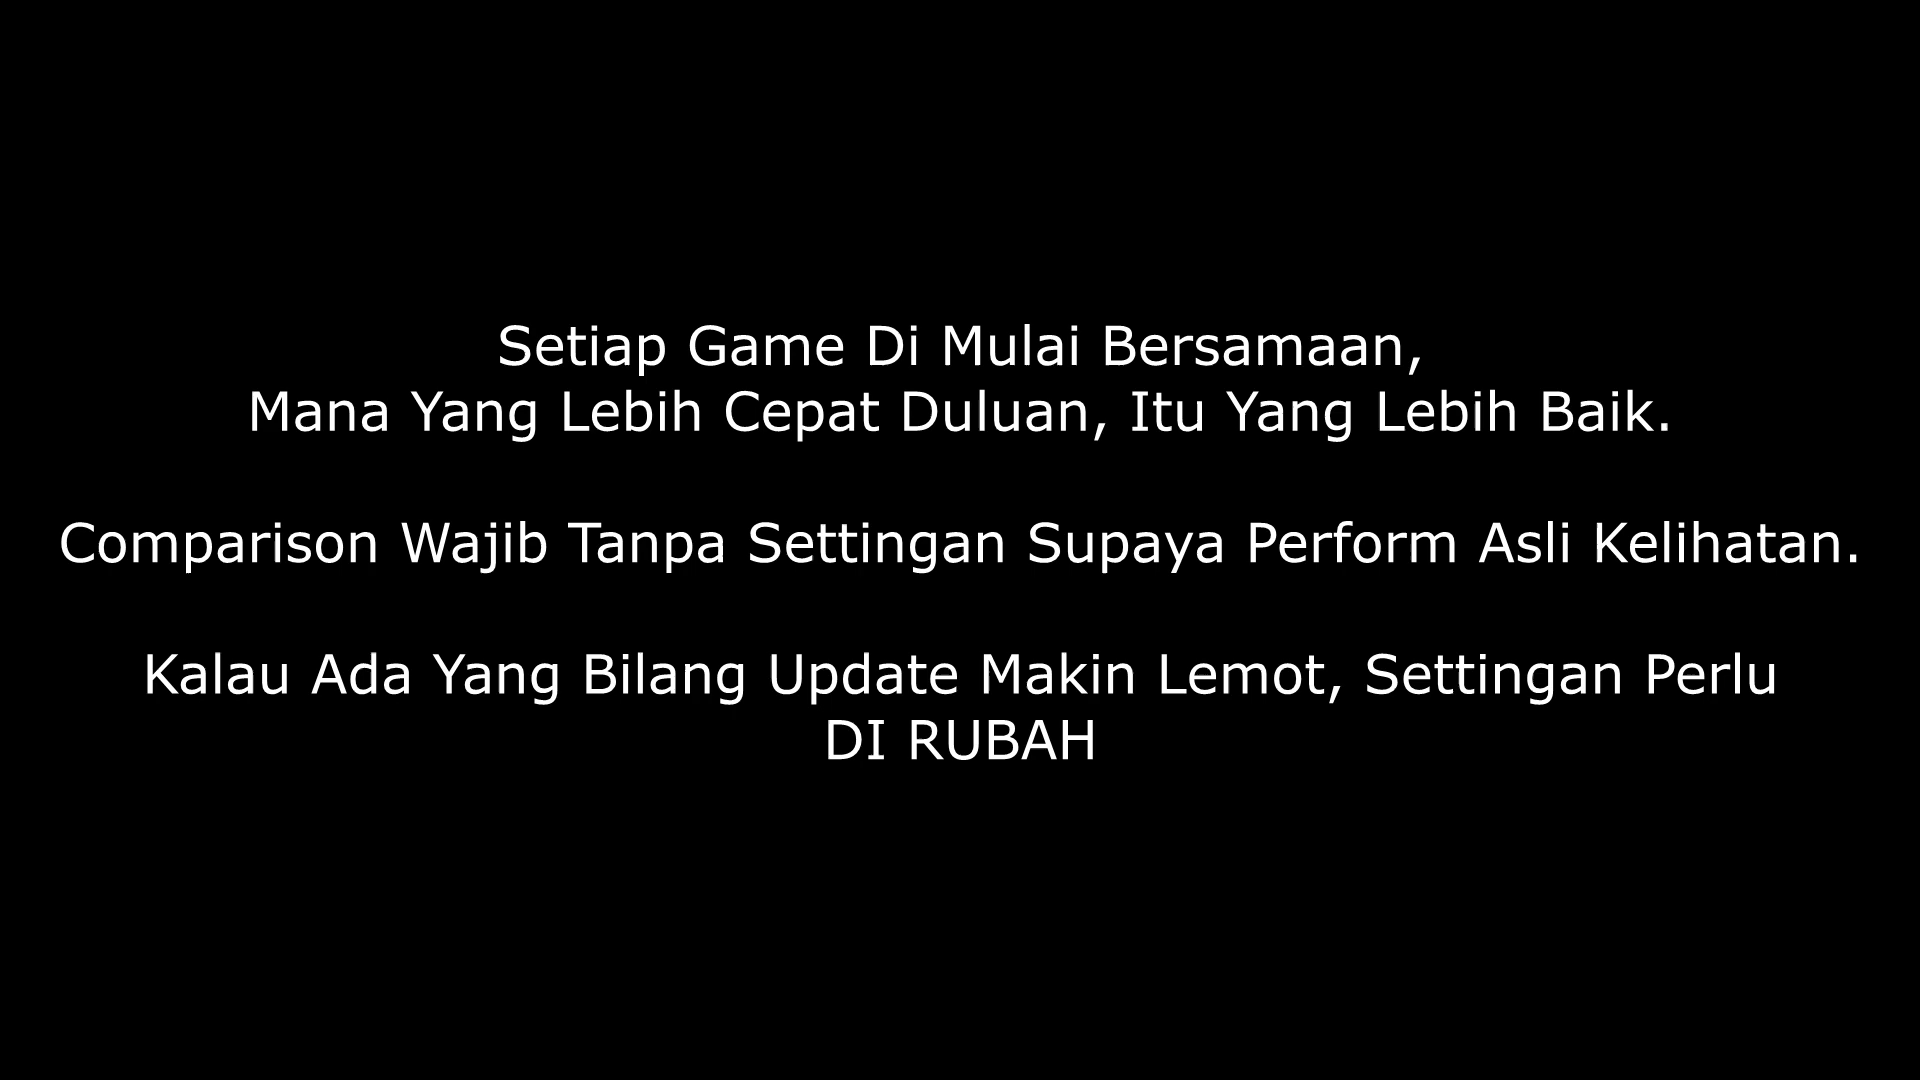 Setiap Game Di Mulai Bersamaan,
Mana Yang Lebih Cepat Duluan, Itu Yang Lebih Baik.
Comparison Wajib Tanpa Settingan Supaya Perform Asli Kelihatan.
Kalau Ada Yang Bilang Update Makin Lemot, Settingan Perlu
DI RUBAH